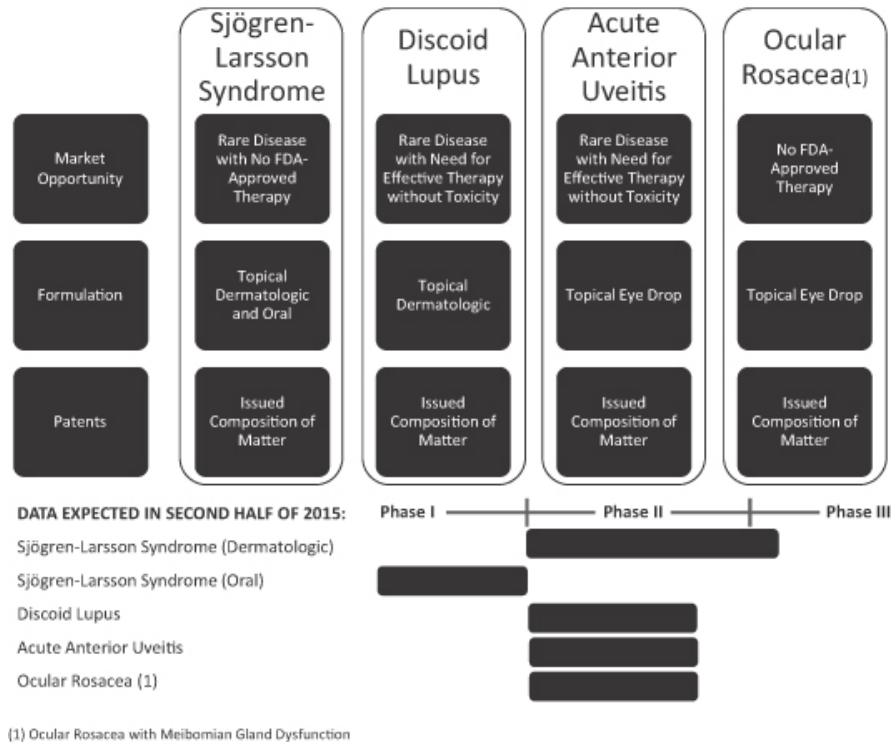 Sjögren-
Larsson
Syndrome
Discoid
Lupus
Acute
Anterior
Uveitis
Ocular
Rosacea(1)
Market
Opportunity
Rare Disease
with No FDA-
Approved
Therapy
Rare Disease
with Need for
Effective Therapy
without Toxicity
Rare Disease
with Need for
Effective Therapy
without Toxicity
No FDA-
Approved
Therapy
Formulation
Topical
Dermatologic
and Oral
Topical
Dermatologic
Topical Eye Drop
Topical Eye Drop
Patents
Issued
Composition of
Matter
Issued
Composition of
Matter
Issued
Composition of
Matter
Issued
Composition of
Matter
DATA EXPECTED IN SECOND HALF OF 2015:
Phase I
Phase II
Phase III
Sjögren-Larsson Syndrome (Dermatologic)
Sjögren-Larsson Syndrome (Oral)
Discoid Lupus
Acute Anterior Uveitis
Ocular Rosacea (1)
(1) Ocular Rosacea with Meibomian Gland Dysfunction